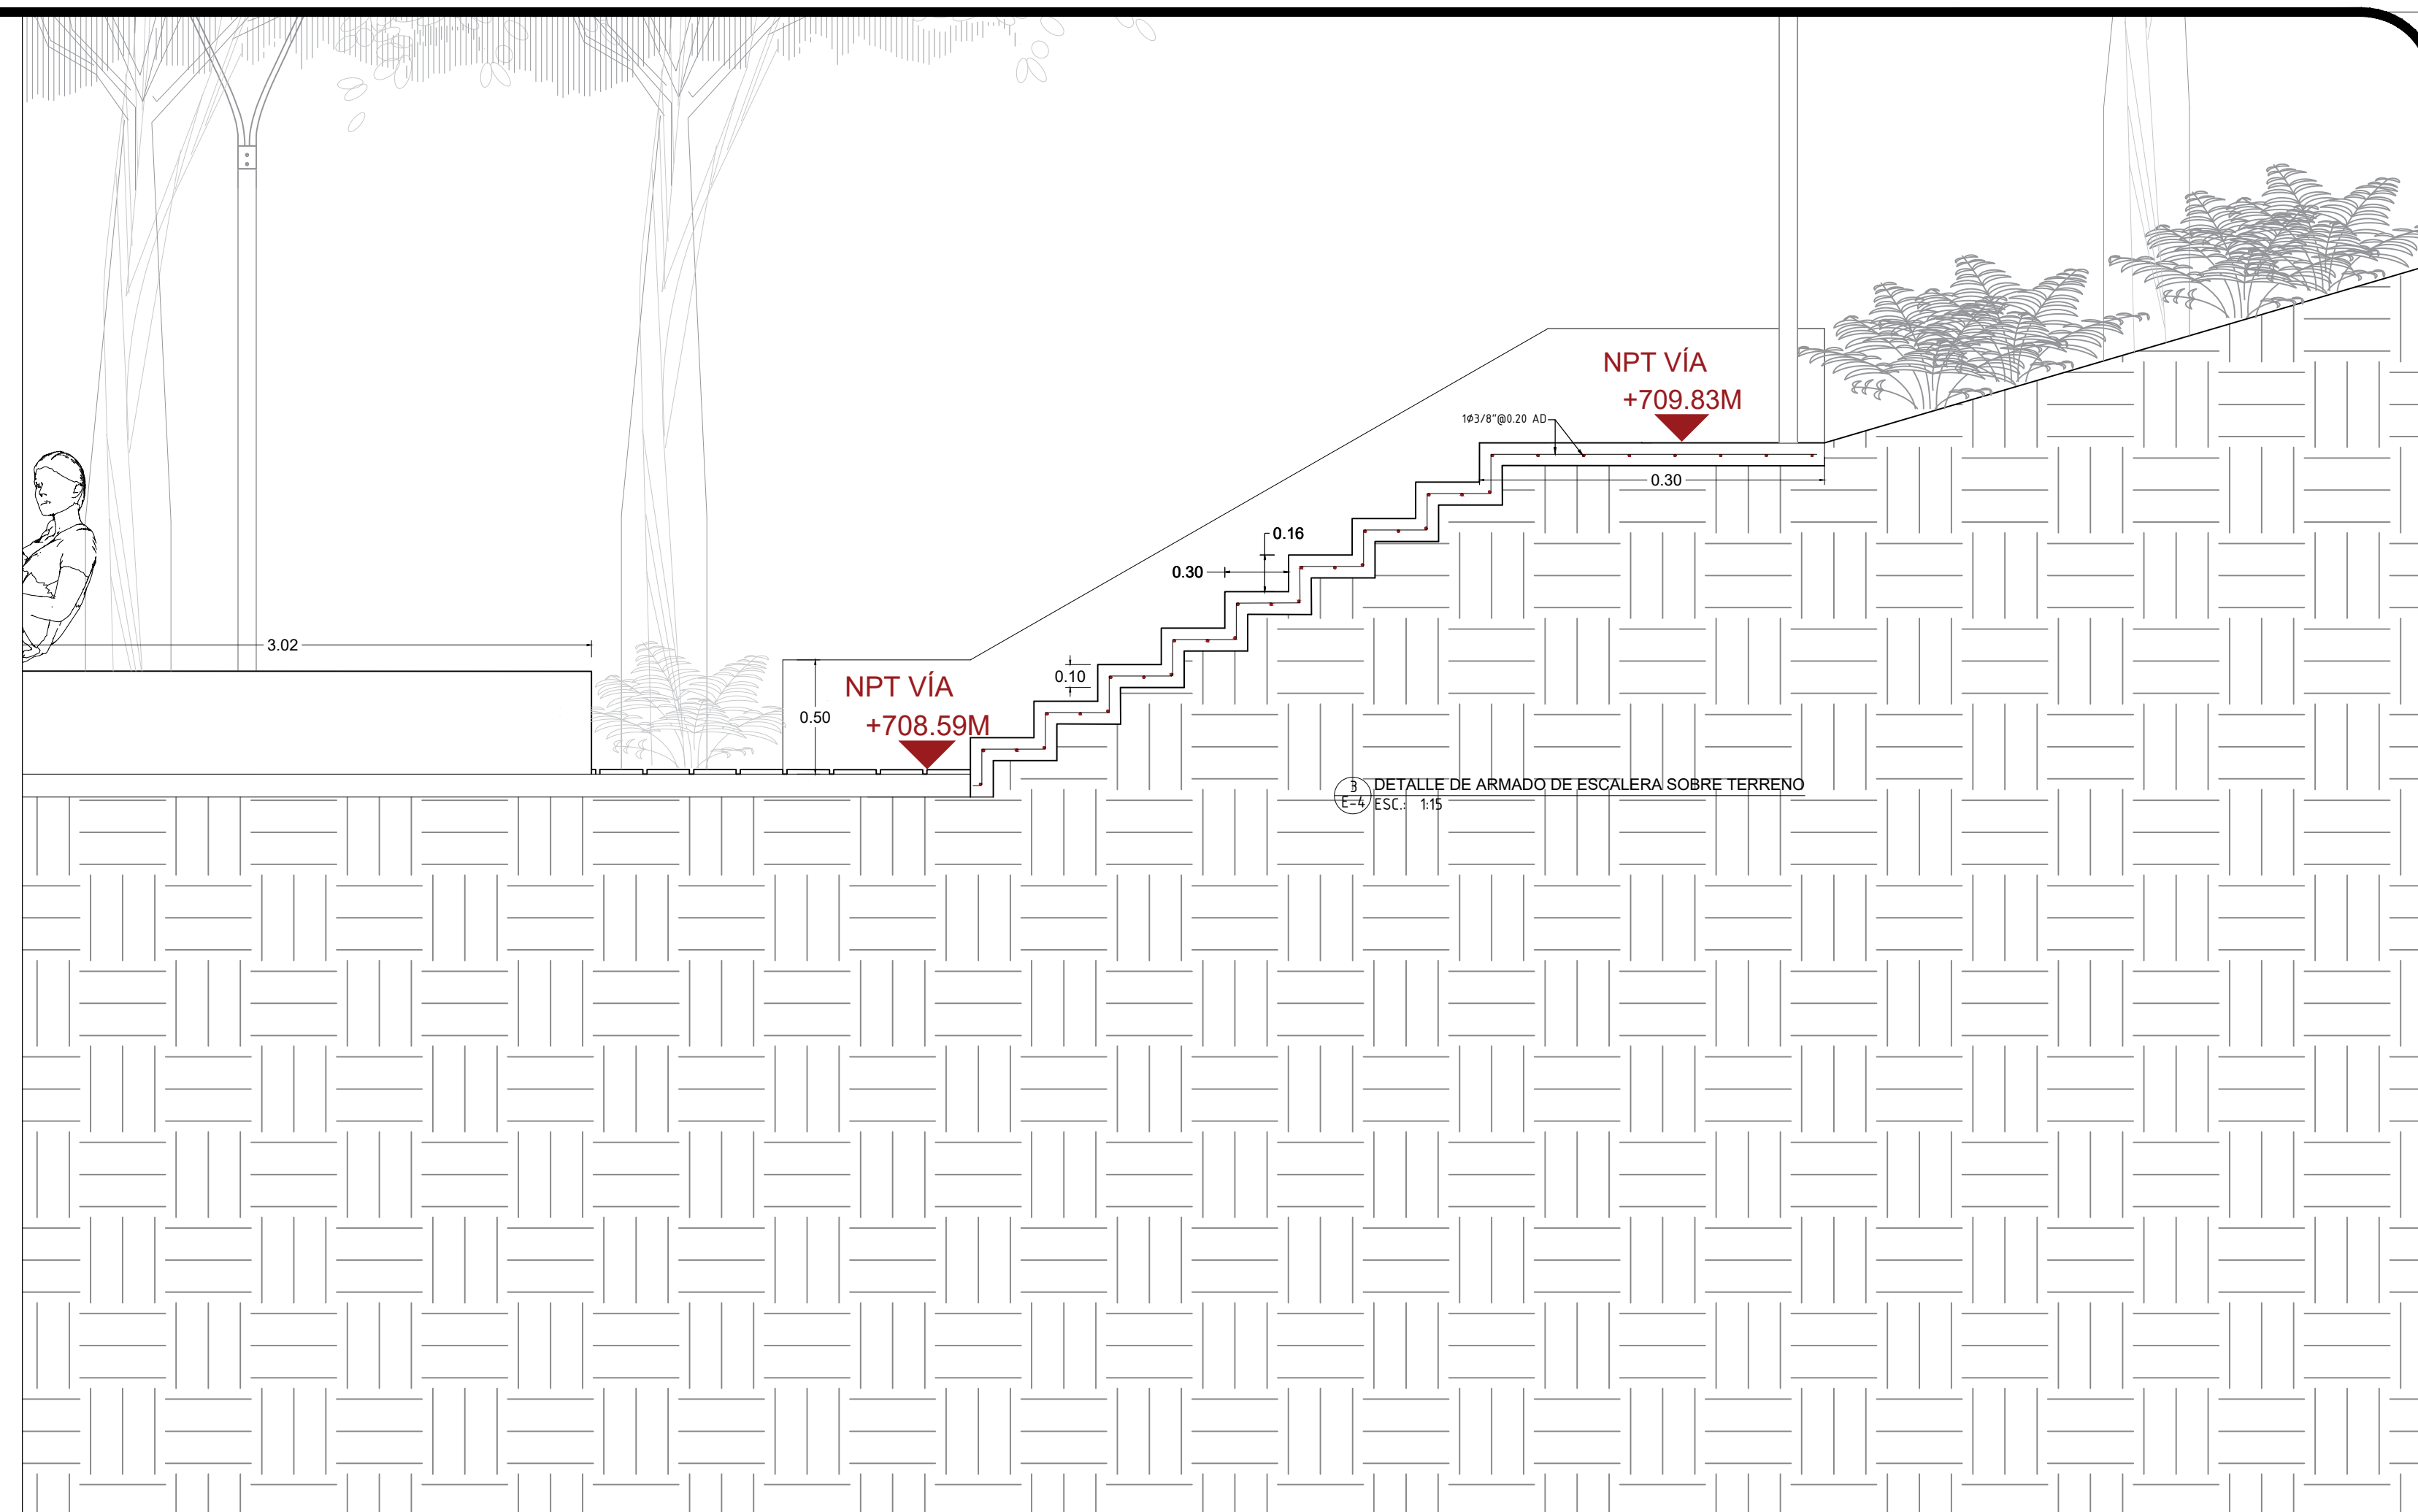 NPT VÍA
+709.83M
1Φ3/8"@0.20 AD
0.30
0.16
0.30
3.02
0.10
NPT VÍA
0.50
+708.59M
3
E-4
DETALLE DE ARMADO DE ESCALERA SOBRE TERRENO
ESC.: 1:15